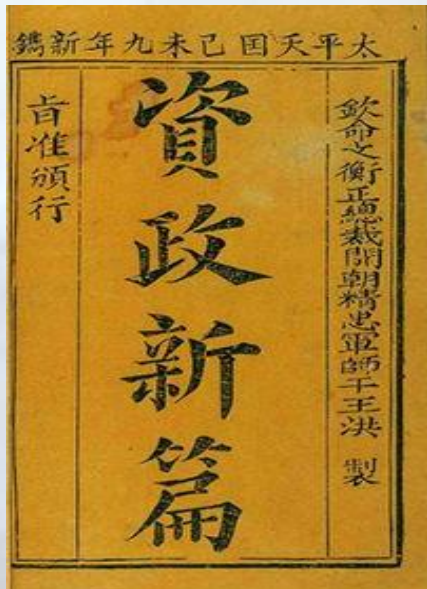 太平天囯己未九年新鐫
欽命文衡正總裁開朝精忠軍師干王洪 製
資政新篇
旨准頒行